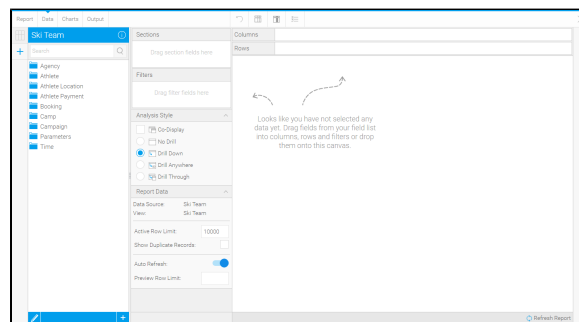 Report Data Charts Output
Ski Team
Search
Agency
Athlete
Athlete Location
Athlete Payment
Booking
Camp
Campaign
Parameters
Time
Sections
Drag section fields here
Filters
Drag filter fields here
Analysis Style
Co-Display
No Drill
Drill Down
Drill Anywhere
Drill Through
Report Data
Data Source: Ski Team
View: Ski Team
Active Row Limit: 10000
Show Duplicate Records:
Auto Refresh:
Preview Row Limit:
Columns
Rows
Looks like you have not selected any
data yet. Drag fields from your field list
into columns, rows and filters or drop
them onto this canvas.
Refresh Report